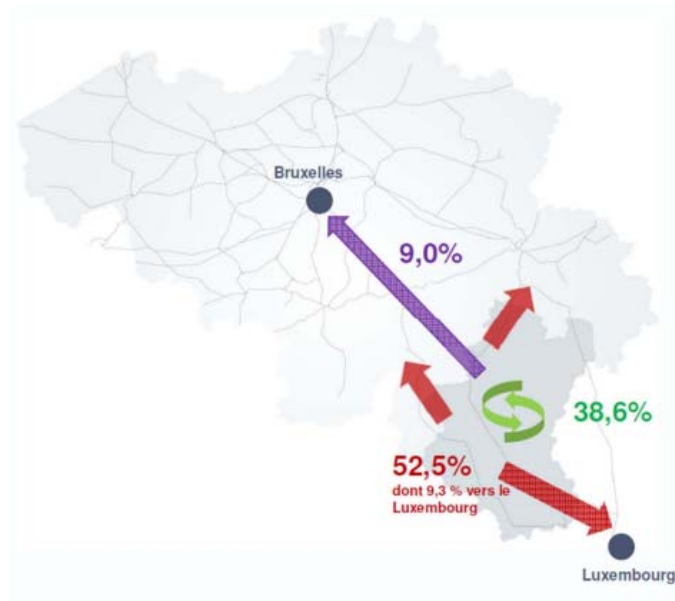 Bruxelles
9,0%
38,6%
52,5%
dont 9,3 % vers le
Luxembourg
Luxembourg